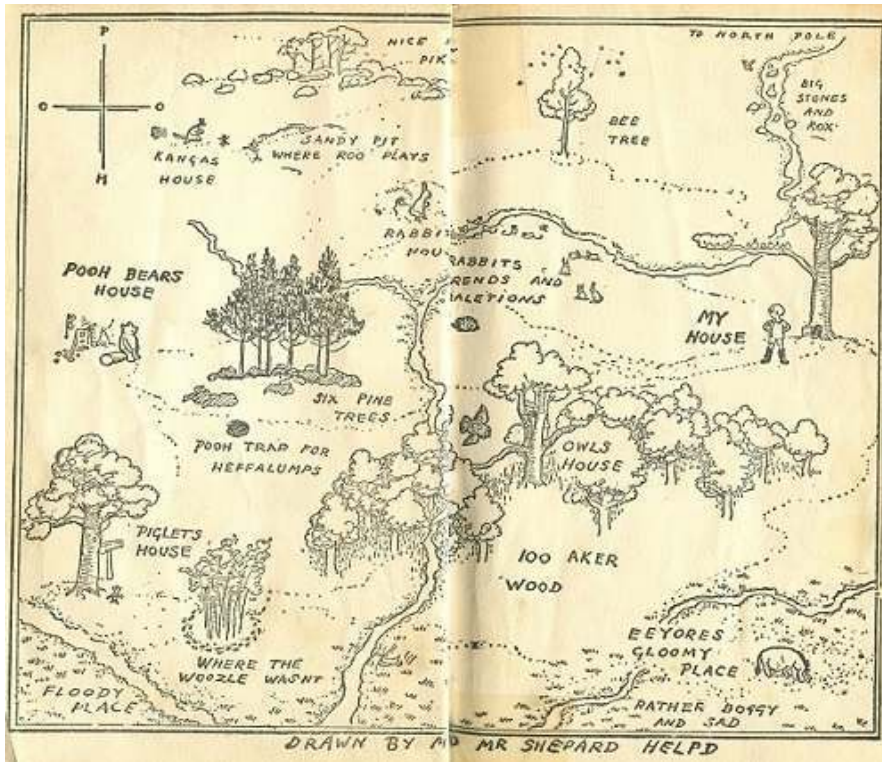 P
O O
H
NICE
PIK
TO NORTH POLE
BIG
STONES
AND
ROX
BEE
TREE
KANGAS
HOUSE
SANDY PIT
WHERE ROO PLAYS
RABBITS
HOU
RABBITS
FRENDS AND
RALETIONS
POOH BEARS
HOUSE
MY
HOUSE
SIX PINE
TREES
POOH TRAP FOR
HEFFALUMPS
OWLS
HOUSE
PIGLETS
HOUSE
100 AKER
WOOD
WHERE THE
WOOZLE WASNT
FLOODY
PLACE
EEYORES
GLOOMY
PLACE
RATHER BOGGY
AND SAD
DRAWN BY ME MR SHEPARD HELPD